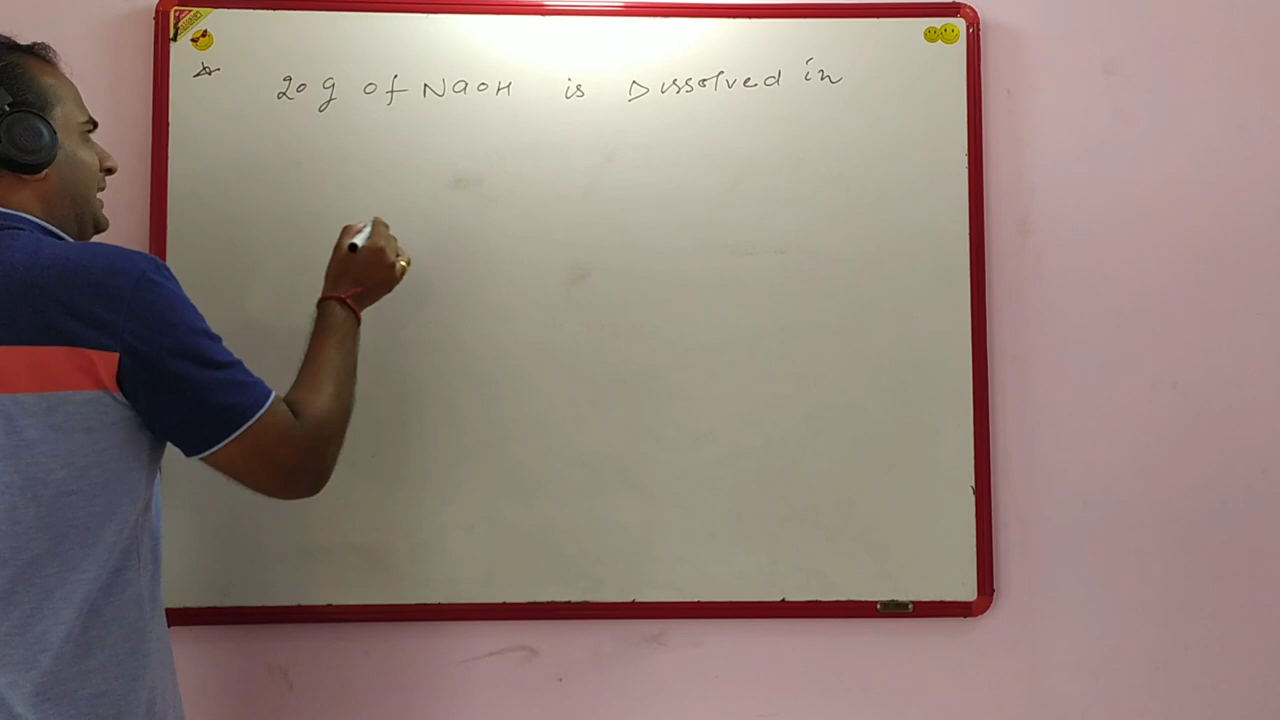 ☆ 20 g of NaOH is Dissolved in